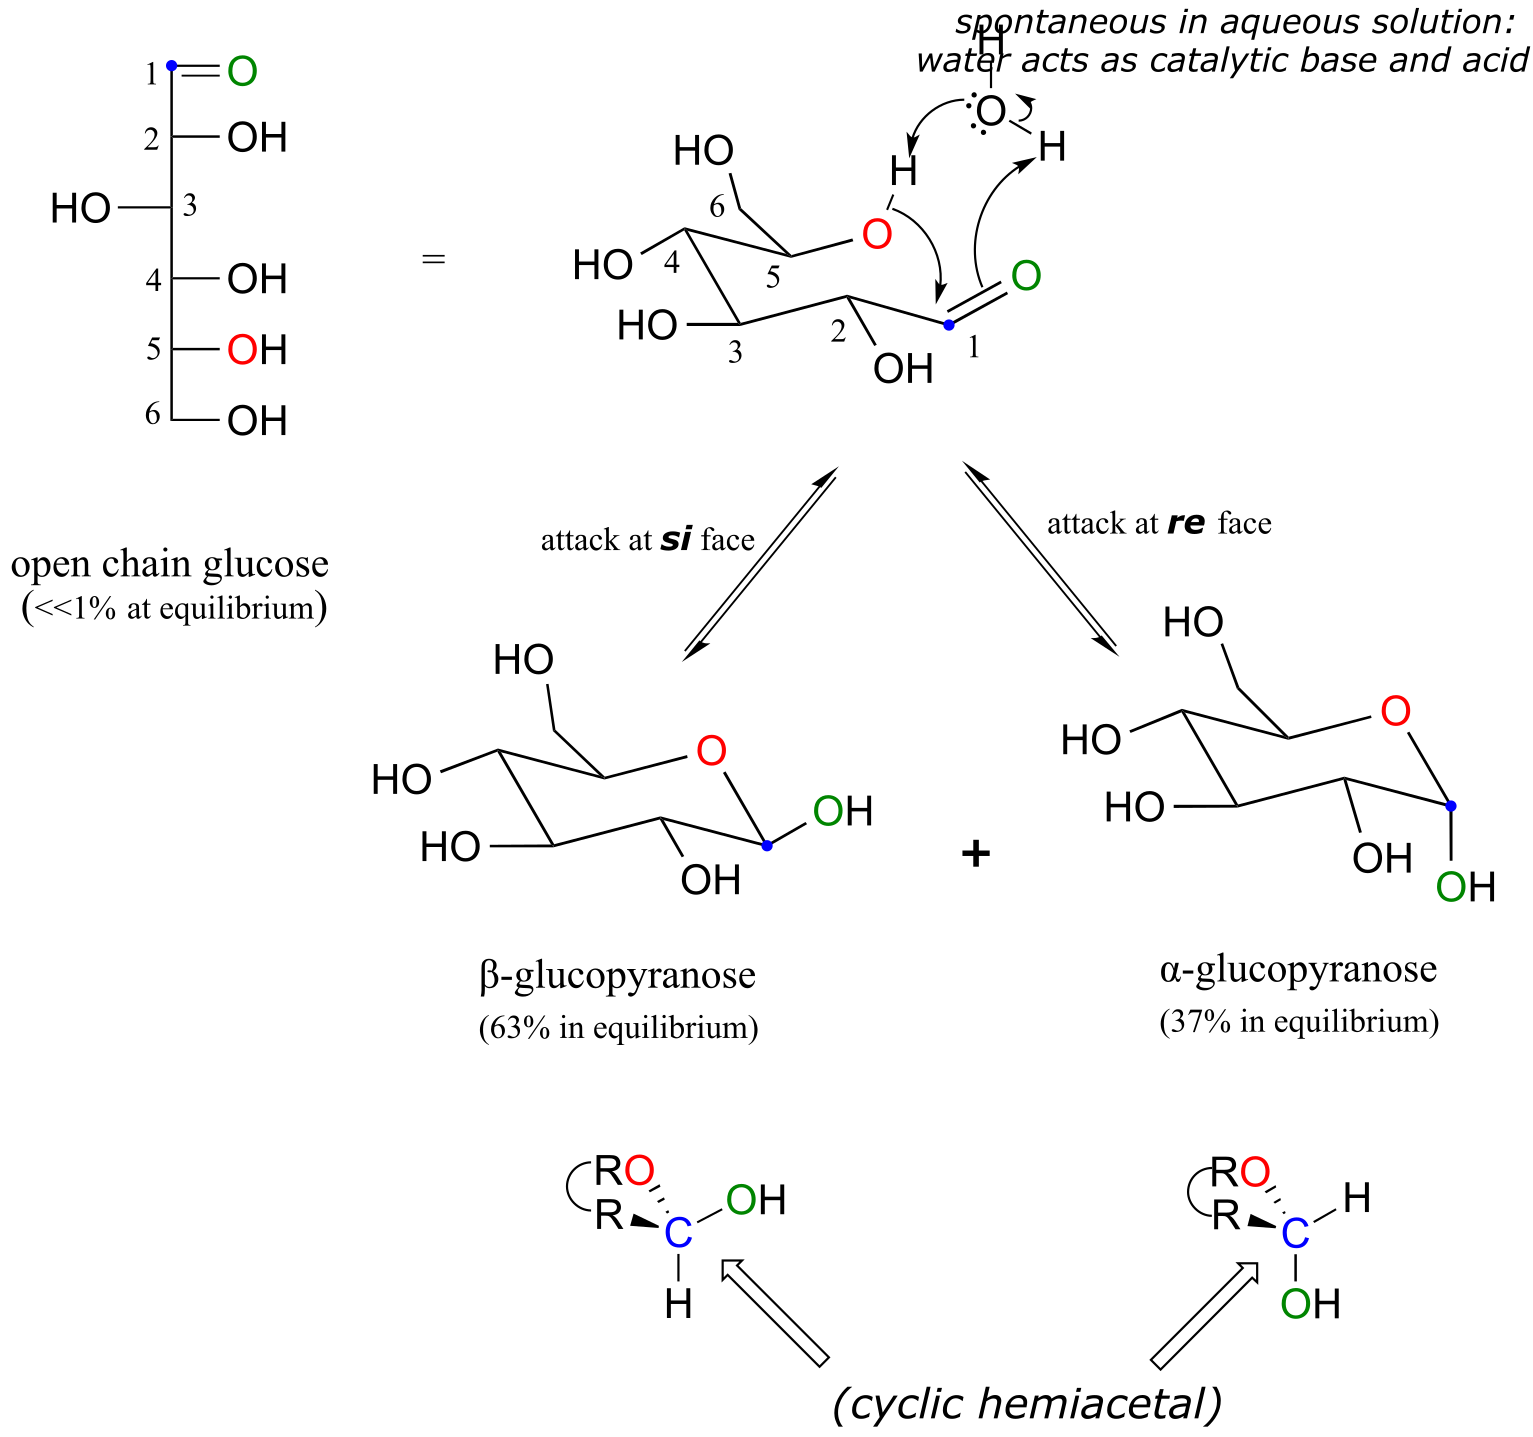 spontaneous in aqueous solution:
water acts as catalytic base and acid
H
O
H
1
O
2
OH
HO
3
4
OH
5
OH
6
OH
=
HO
6
H
O
HO
4
5
O
HO
3
2
1
OH
open chain glucose
(<<1% at equilibrium)
attack at si face
attack at re face
HO
HO
O
HO
OH
OH
+
HO
HO
O
HO
OH
OH
β-glucopyranose
(63% in equilibrium)
α-glucopyranose
(37% in equilibrium)
RO
R
C
OH
H
RO
R
C
H
OH
(cyclic hemiacetal)